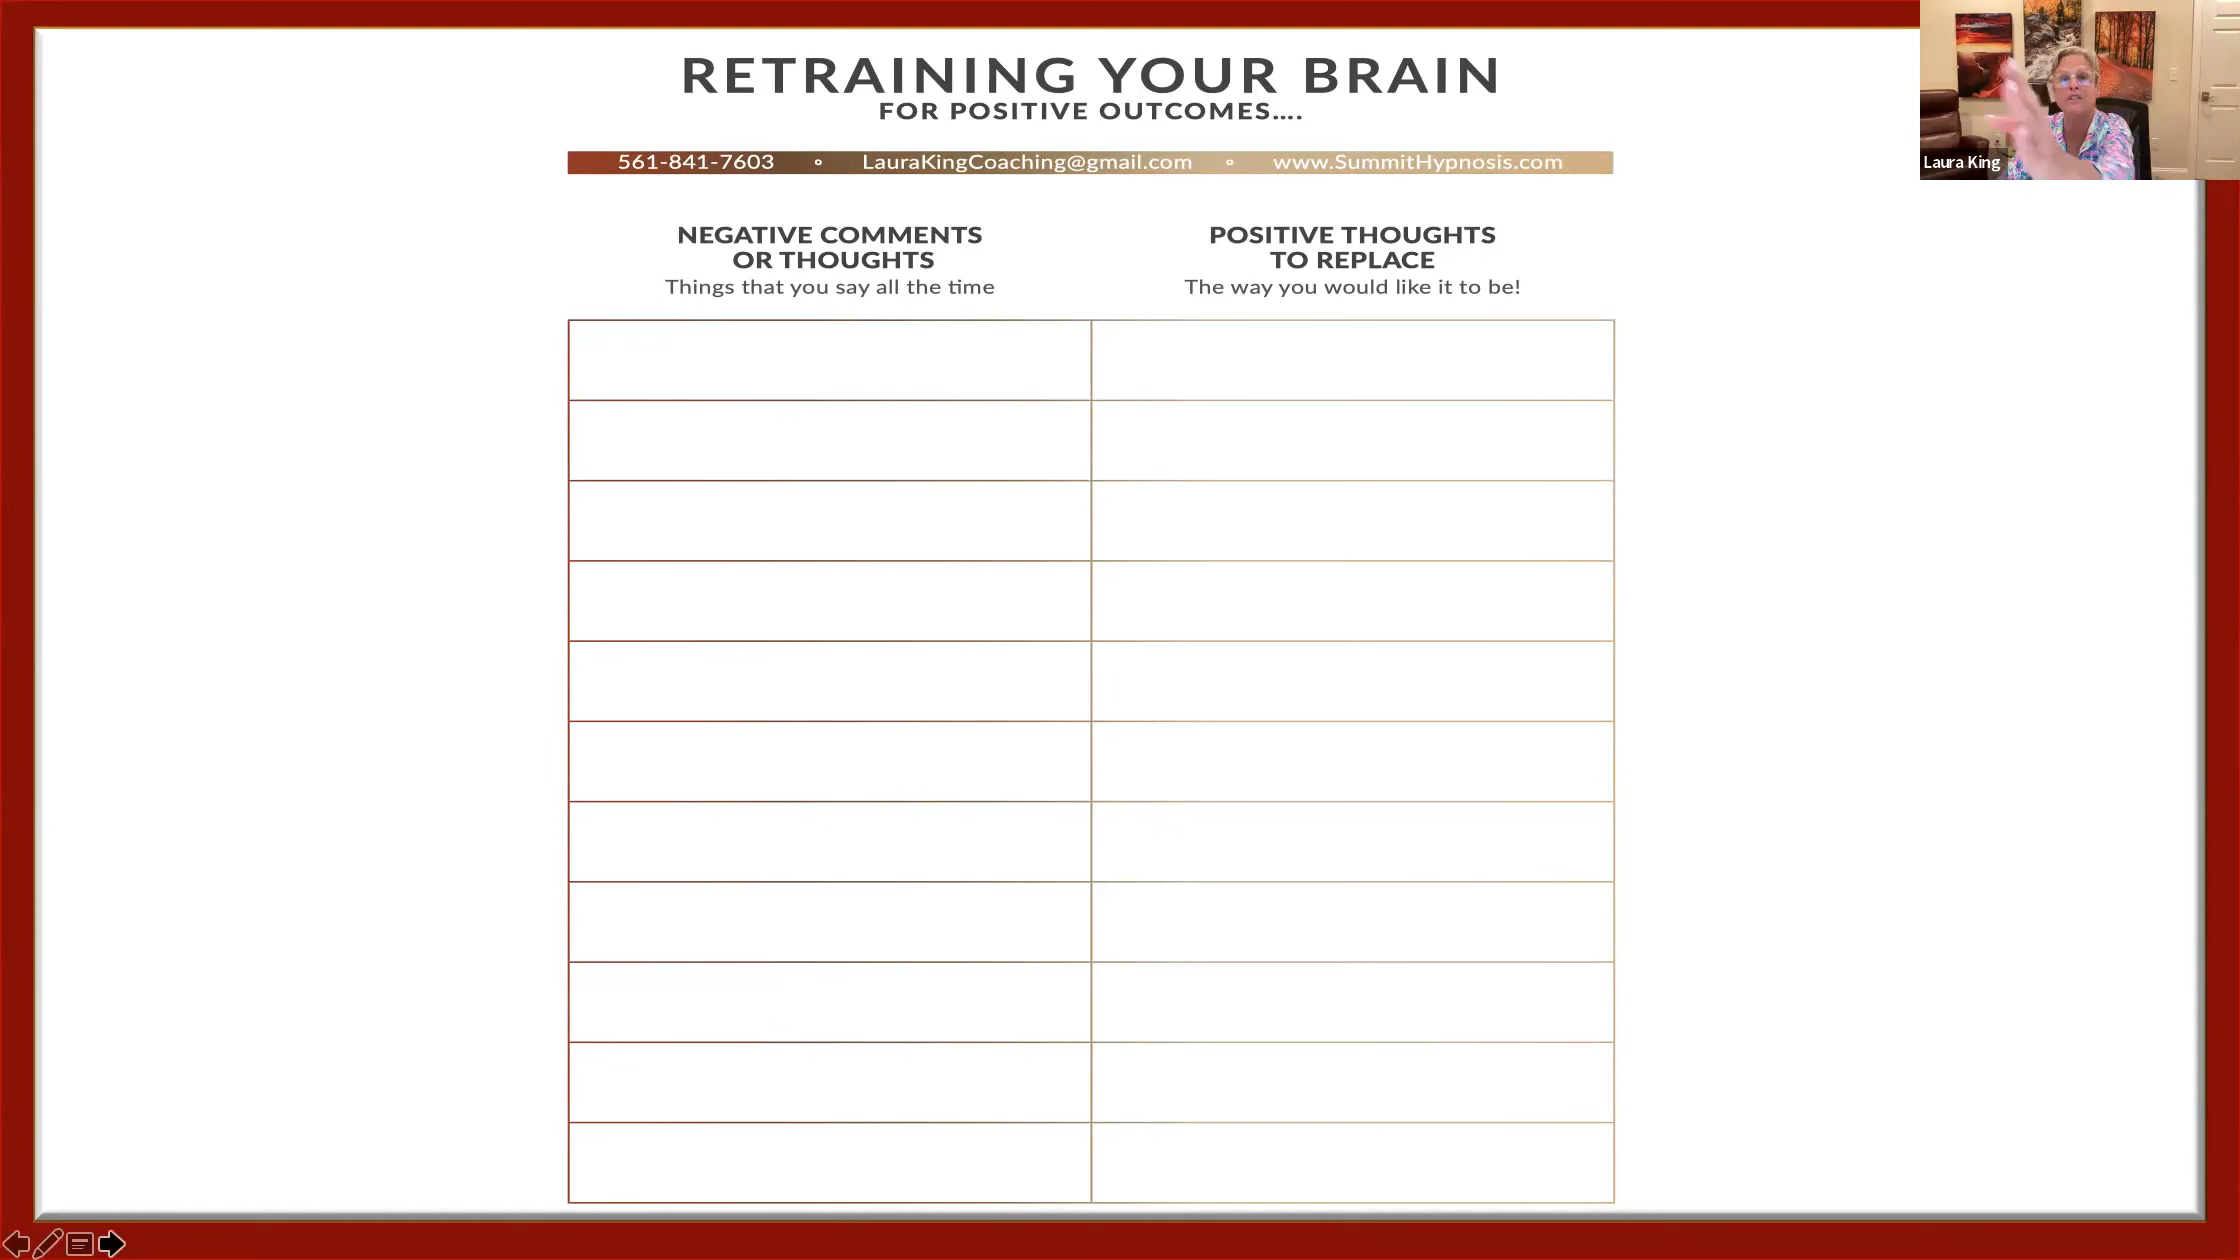 RETRAINING YOUR BRAIN
FOR POSITIVE OUTCOMES....
561-841-7603 ∘ LauraKingCoaching@gmail.com ∘ www.SummitHypnosis.com
Laura King
NEGATIVE COMMENTS
OR THOUGHTS
Things that you say all the time
POSITIVE THOUGHTS
TO REPLACE
The way you would like it to be!